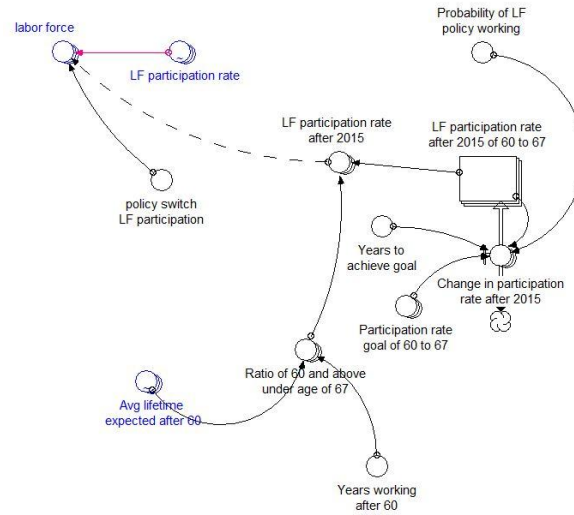 Probability of LF
policy working
labor force
LF participation rate
LF participation rate
after 2015
LF participation rate
after 2015 of 60 to 67
policy switch
LF participation
Years to
achieve goal
Change in participation
rate after 2015
Participation rate
goal of 60 to 67
Ratio of 60 and above
under age of 67
Avg lifetime
expected after 60
Years working
after 60